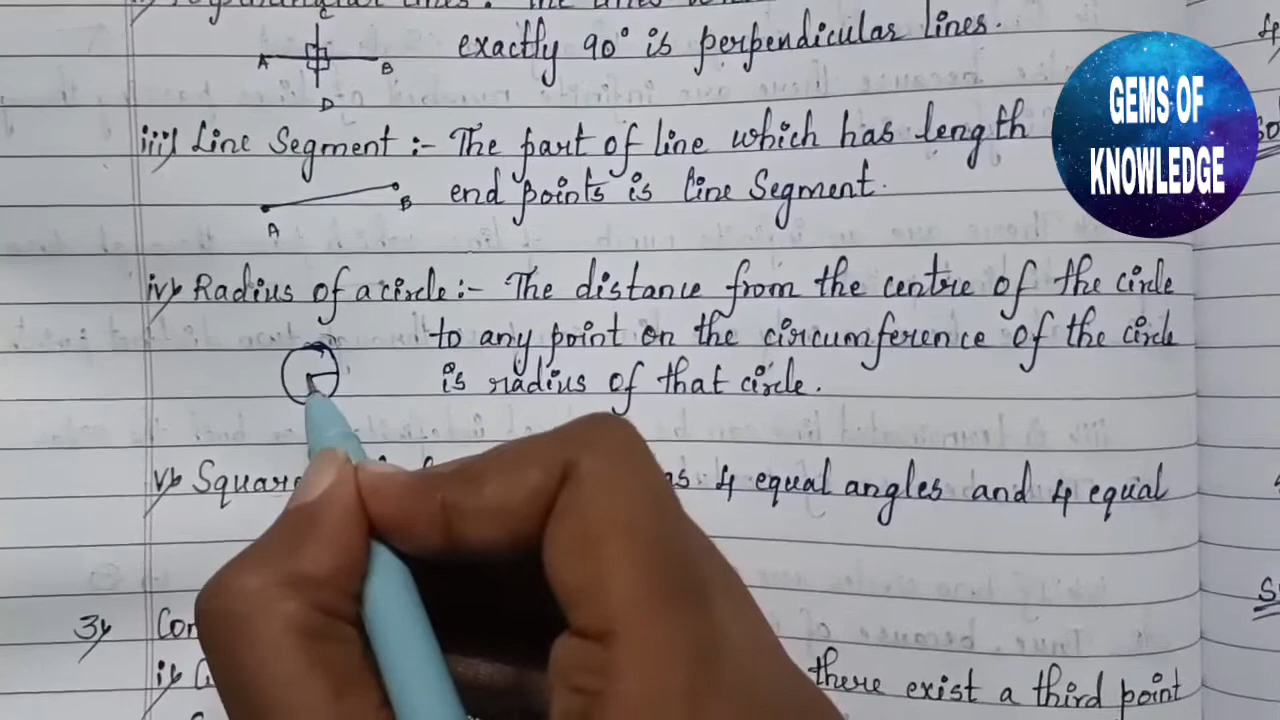 exactly 90° is perpendicular lines.
A B
D
iii) Line Segment :- The part of line which has length
end points is line Segment.
A B
iv) Radius of a circle :- The distance from the centre of the circle
to any point on the circumference of the circle
is radius of that circle.
v) Square 4 equal angles and 4 equal
3)
i) there exist a third point
GEMS OF
KNOWLEDGE